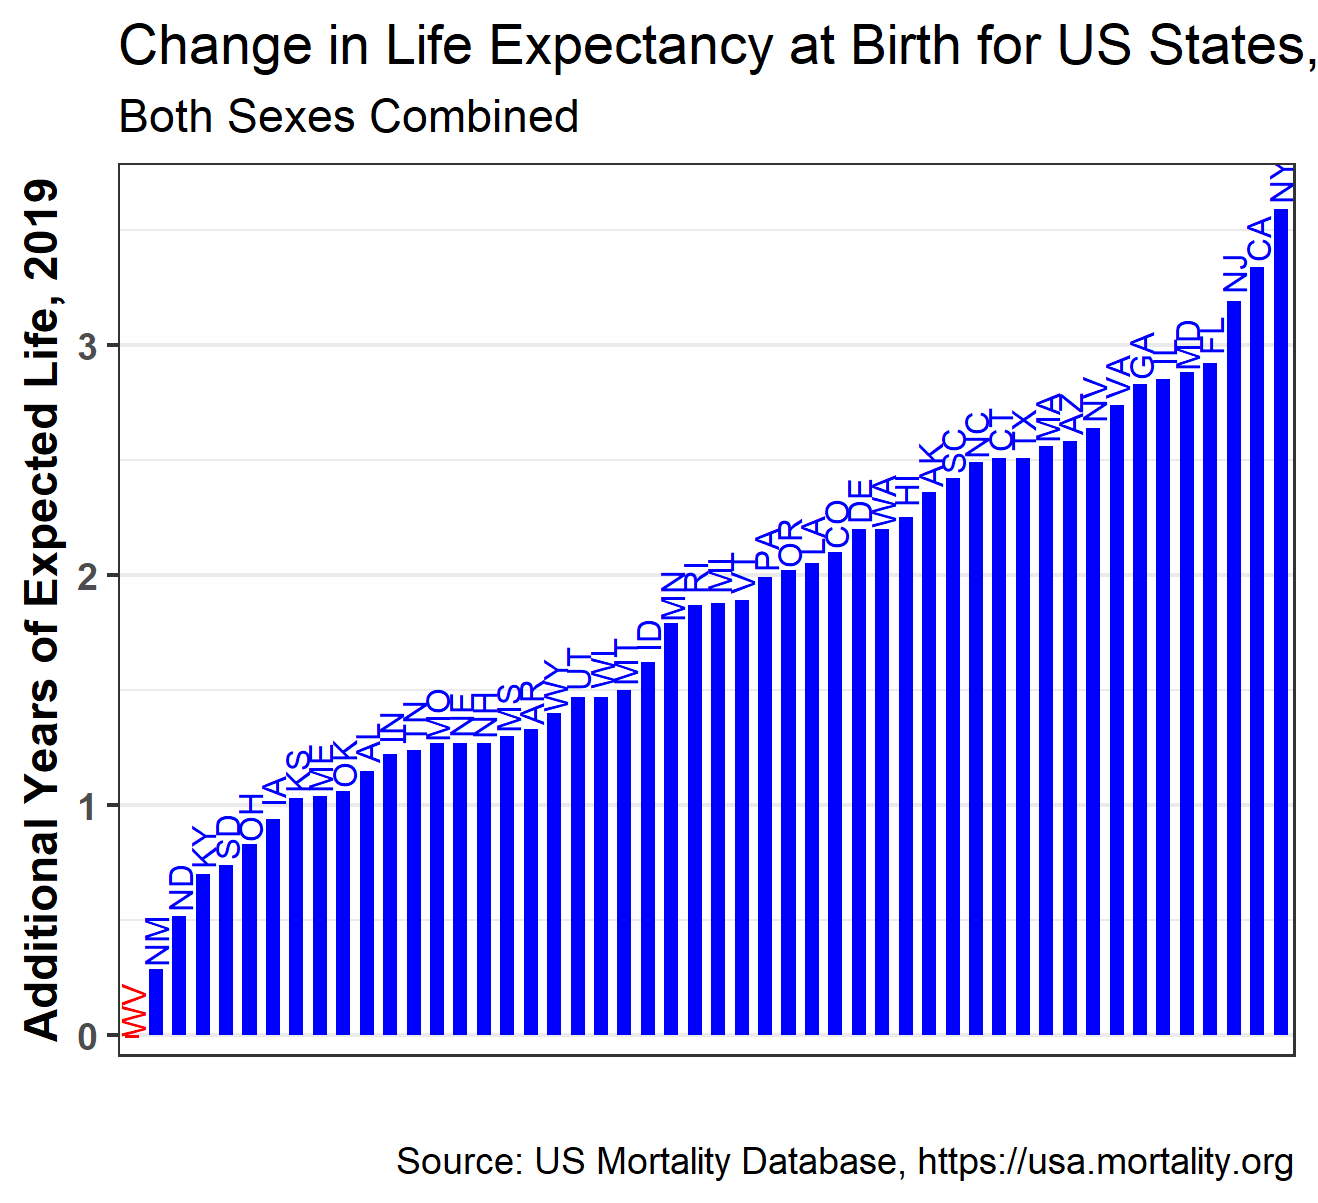 Change in Life Expectancy at Birth for US States,
Both Sexes Combined
Additional Years of Expected Life, 2019
3
2
1
0
WV
NM
ND
KY
SD
OH
IA
KS
ME
OK
AL
IN
TN
MO
NE
NH
MS
AR
WY
UT
WI
MT
ID
MN
RI
MI
VT
PA
OR
LA
CO
DE
WA
HI
AK
SC
NC
CT
TX
MA
AZ
NV
VA
GA
IL
MD
FL
NJ
CA
NY
Source: US Mortality Database, https://usa.mortality.org